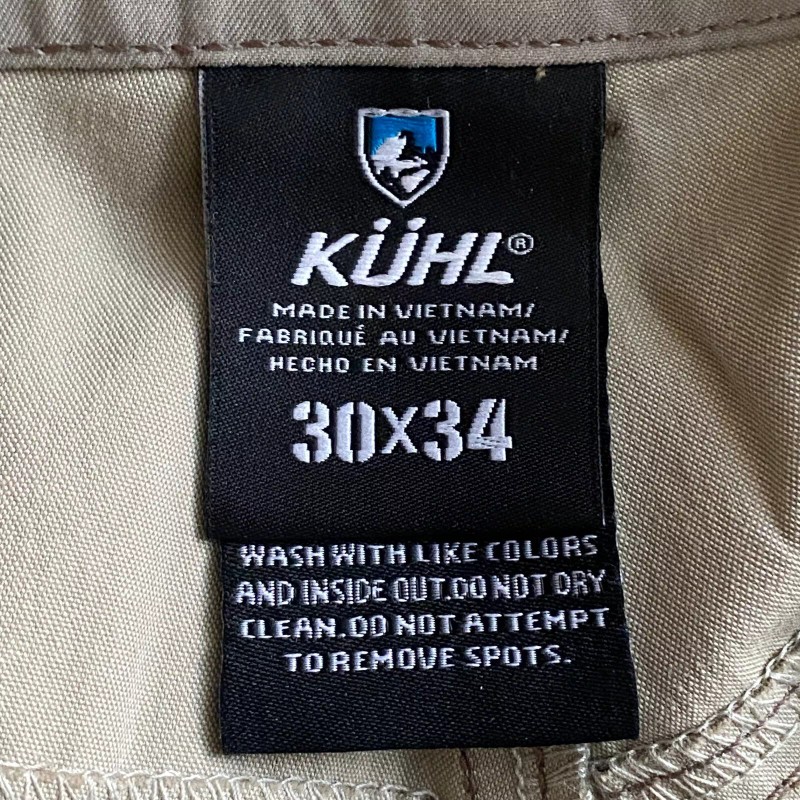 KÜHL®
MADE IN VIETNAM/
FABRIQUÉ AU VIETNAM/
HECHO EN VIETNAM
30X34
WASH WITH LIKE COLORS
AND INSIDE OUT.DO NOT DRY
CLEAN.DO NOT ATTEMPT
TO REMOVE SPOTS.